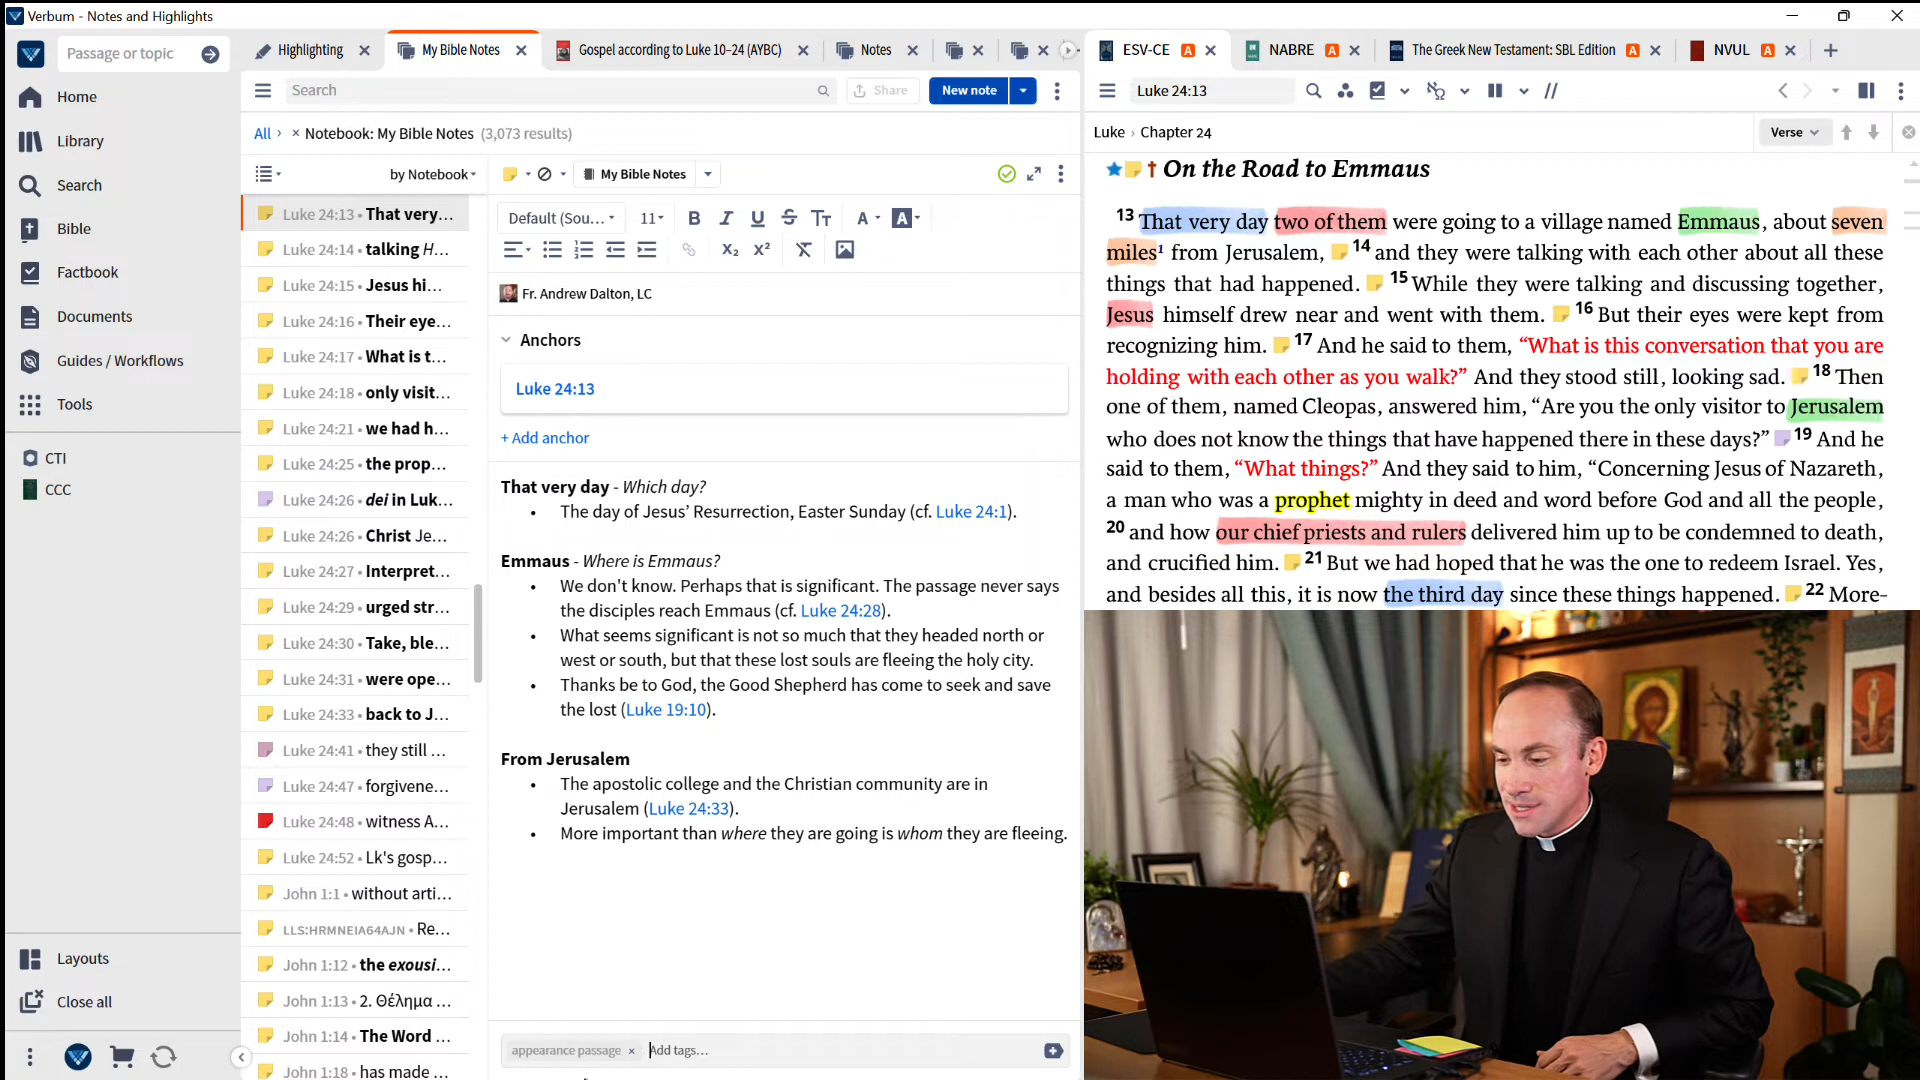 Verbum - Notes and Highlights
Passage or topic
Highlighting
My Bible Notes
Gospel according to Luke 10–24 (AYBC)
Notes
ESV-CE A
NABRE A
The Greek New Testament: SBL Edition A
NVUL A
Home
Library
Search
Bible
Factbook
Documents
Guides / Workflows
Tools
CTI
CCC
Layouts
Close all
Search
Share
New note
All › × Notebook: My Bible Notes (3,073 results)
by Notebook
Luke 24:13 • That very...
Luke 24:14 • talking H...
Luke 24:15 • Jesus hi...
Luke 24:16 • Their eye...
Luke 24:17 • What is t...
Luke 24:18 • only visit...
Luke 24:21 • we had h...
Luke 24:25 • the prop...
Luke 24:26 • dei in Luk...
Luke 24:26 • Christ Je...
Luke 24:27 • Interpret...
Luke 24:29 • urged str...
Luke 24:30 • Take, ble...
Luke 24:31 • were ope...
Luke 24:33 • back to J...
Luke 24:41 • they still ...
Luke 24:47 • forgivene...
Luke 24:48 • witness A...
Luke 24:52 • Lk's gosp...
John 1:1 • without arti...
LLS:HRMNEIA64AJN • Re...
John 1:12 • the exousi...
John 1:13 • 2. Θέλημα ...
John 1:14 • The Word ...
John 1:18 • has made ...
My Bible Notes
Default (Sou... 11 B I U S Tt A A
X₂ X²
Fr. Andrew Dalton, LC
Anchors
Luke 24:13
+ Add anchor
That very day - Which day?
• The day of Jesus' Resurrection, Easter Sunday (cf. Luke 24:1).
Emmaus - Where is Emmaus?
• We don't know. Perhaps that is significant. The passage never says
the disciples reach Emmaus (cf. Luke 24:28).
• What seems significant is not so much that they headed north or
west or south, but that these lost souls are fleeing the holy city.
• Thanks be to God, the Good Shepherd has come to seek and save
the lost (Luke 19:10).
From Jerusalem
• The apostolic college and the Christian community are in
Jerusalem (Luke 24:33).
• More important than where they are going is whom they are fleeing.
appearance passage × Add tags...
Luke 24:13
Luke › Chapter 24
Verse
On the Road to Emmaus
13 That very day two of them were going to a village named Emmaus, about seven
miles¹ from Jerusalem, 14 and they were talking with each other about all these
things that had happened. 15 While they were talking and discussing together,
Jesus himself drew near and went with them. 16 But their eyes were kept from
recognizing him. 17 And he said to them, “What is this conversation that you are
holding with each other as you walk?” And they stood still, looking sad. 18 Then
one of them, named Cleopas, answered him, “Are you the only visitor to Jerusalem
who does not know the things that have happened there in these days?” 19 And he
said to them, “What things?” And they said to him, “Concerning Jesus of Nazareth,
a man who was a prophet mighty in deed and word before God and all the people,
20 and how our chief priests and rulers delivered him up to be condemned to death,
and crucified him. 21 But we had hoped that he was the one to redeem Israel. Yes,
and besides all this, it is now the third day since these things happened. 22 More-